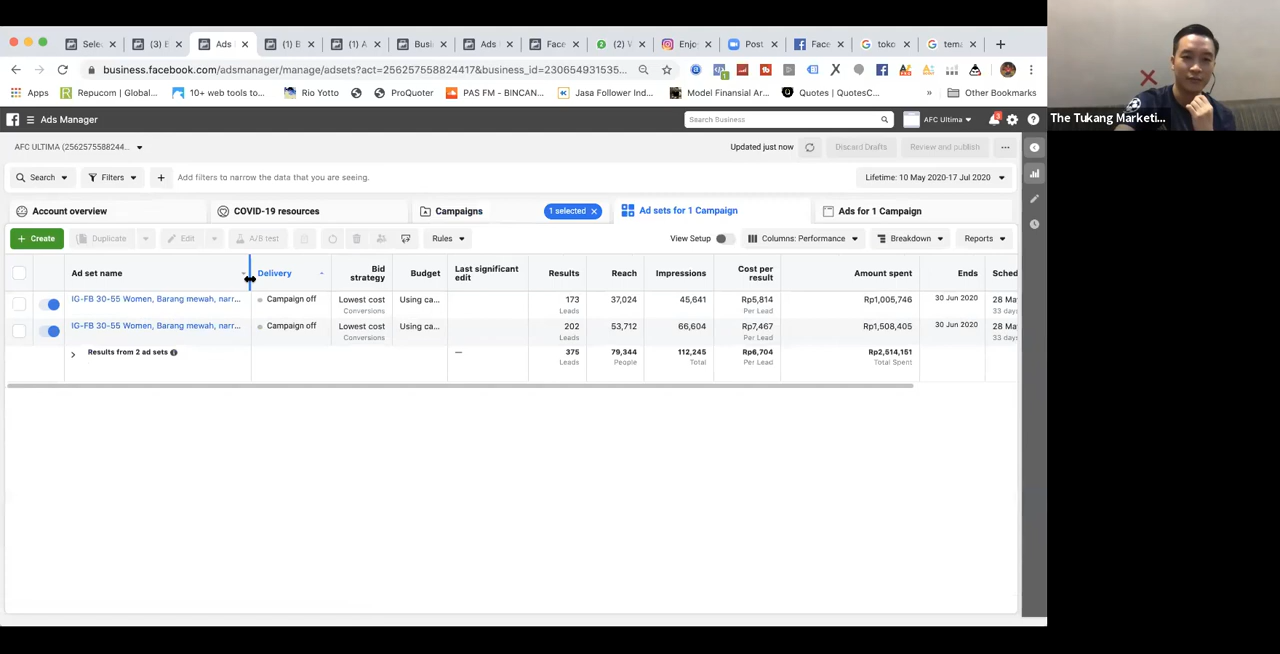 Selec
(3) E
Ads
(1) B
(1) A
Busi
Ads
Face
(2) V
Enjo
Post
Face
toko
tema
business.facebook.com/adsmanager/manage/adsets?act=256257558824417&business_id=230654931535...
Apps
Repucom | Global...
10+ web tools to...
Rio Yotto
ProQuoter
PAS FM - BINCAN...
Jasa Follower Ind...
Model Finansial Ar...
Quotes | QuotesC...
»
Other Bookmarks
Ads Manager
Search Business
AFC Ultima
3
The Tukang Marketi...
AFC ULTIMA (2562575588244...
Updated just now
Discard Drafts
Review and publish
Search
Filters
Add filters to narrow the data that you are seeing.
Lifetime: 10 May 2020-17 Jul 2020
Account overview
COVID-19 resources
Campaigns
1 selected
Ad sets for 1 Campaign
Ads for 1 Campaign
+ Create
Duplicate
Edit
A/B test
Rules
View Setup
Columns: Performance
Breakdown
Reports
Ad set name
Delivery
Bid strategy
Budget
Last significant edit
Results
Reach
Impressions
Cost per result
Amount spent
Ends
Sched
IG-FB 30-55 Women, Barang mewah, narr...
Campaign off
Lowest cost
Conversions
Using ca...
173
Leads
37,024
45,641
Rp5,814
Per Lead
Rp1,005,746
30 Jun 2020
28 Ma
33 days
IG-FB 30-55 Women, Barang mewah, narr...
Campaign off
Lowest cost
Conversions
Using ca...
202
Leads
53,712
66,604
Rp7,467
Per Lead
Rp1,508,405
30 Jun 2020
28 Ma
33 days
Results from 2 ad sets
—
375
Leads
79,344
People
112,245
Total
Rp6,704
Per Lead
Rp2,514,151
Total Spent